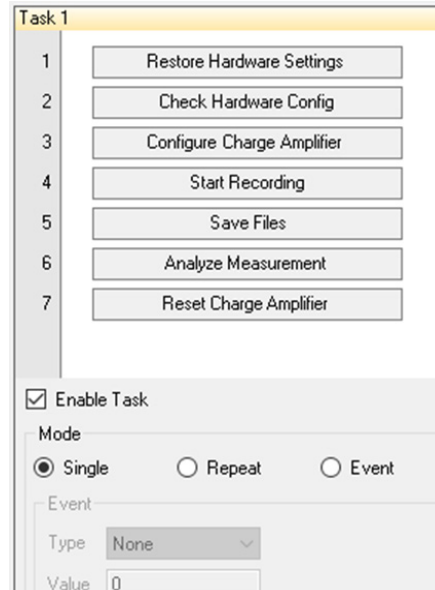 Task 1
1 Restore Hardware Settings
2 Check Hardware Config
3 Configure Charge Amplifier
4 Start Recording
5 Save Files
6 Analyze Measurement
7 Reset Charge Amplifier
Enable Task
Mode
Single Repeat Event
Event
Type None
Value 0